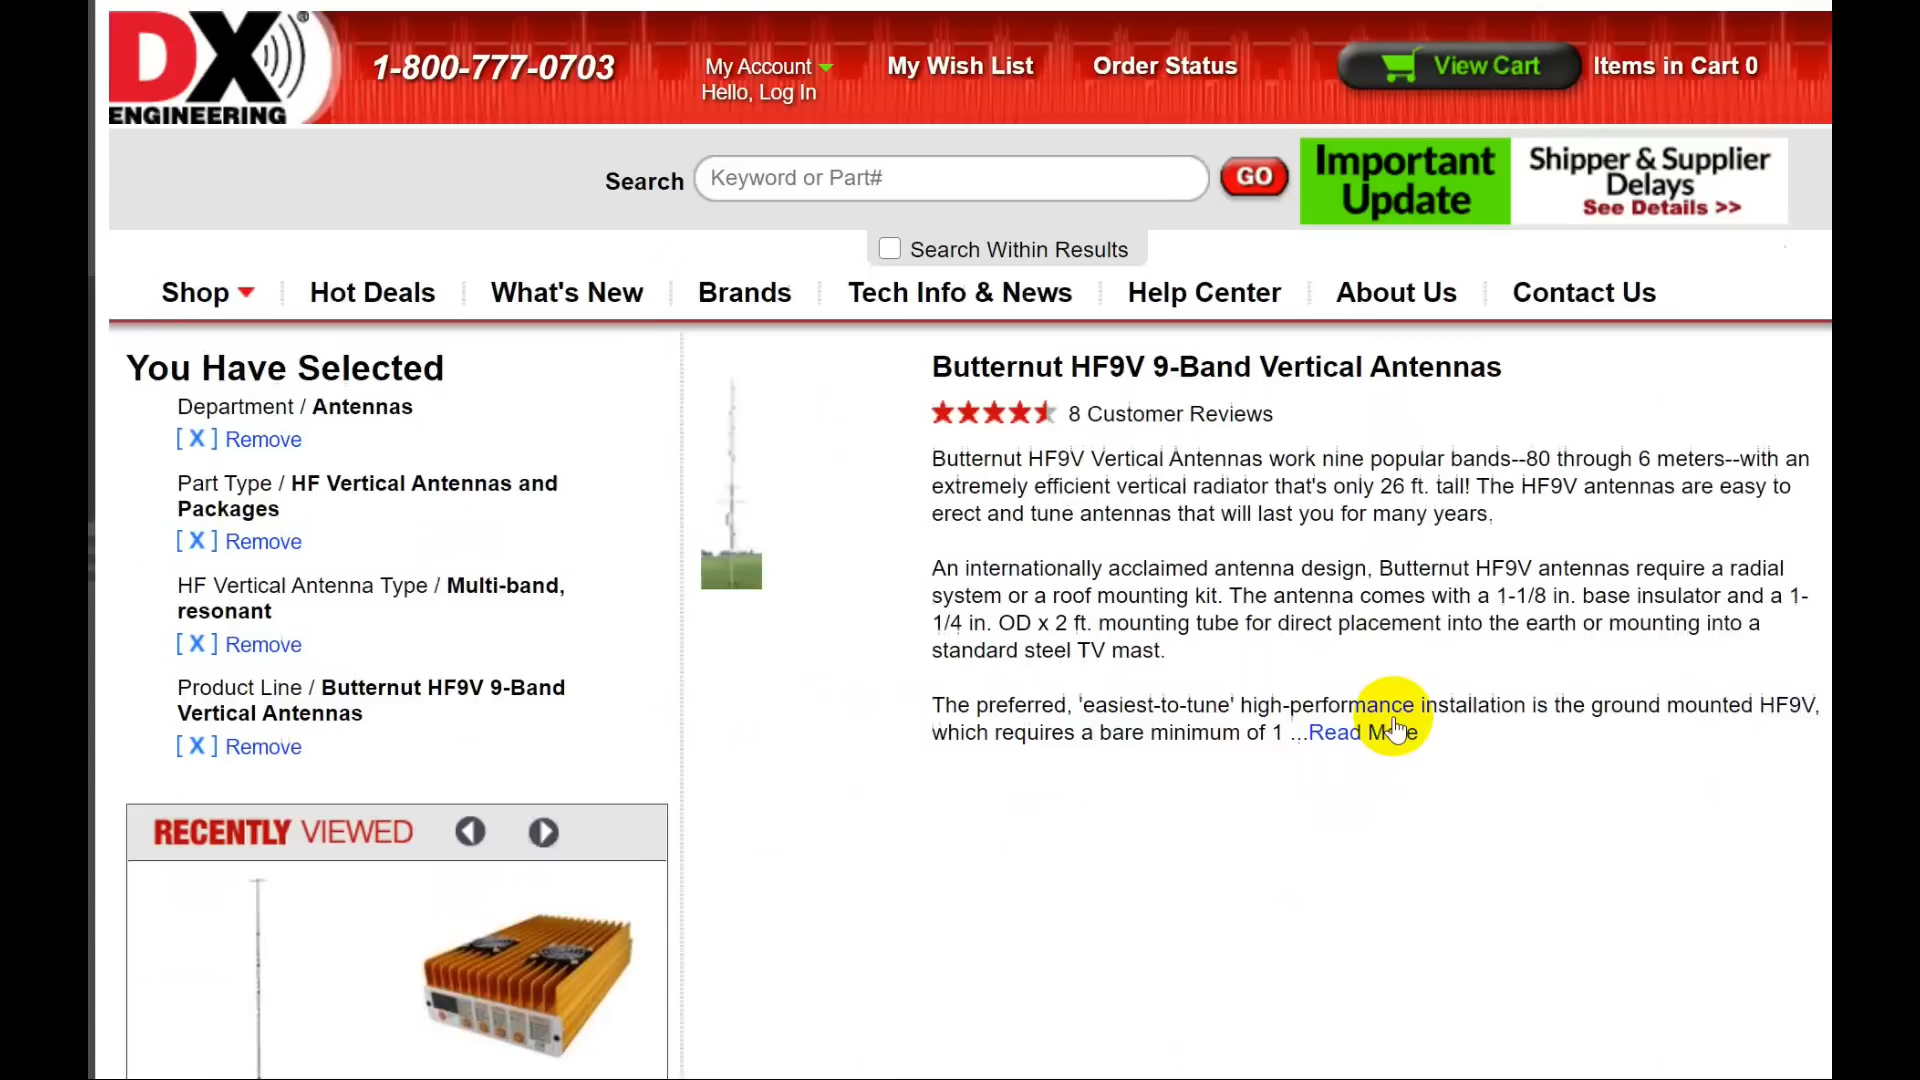 DX
ENGINEERING
1-800-777-0703
My Account
Hello, Log In
My Wish List
Order Status
View Cart
Items in Cart 0
Search
Keyword or Part#
GO
Important
Update
Shipper & Supplier
Delays
See Details >>
Search Within Results
Shop
Hot Deals
What's New
Brands
Tech Info & News
Help Center
About Us
Contact Us
You Have Selected
Department / Antennas
[ X ] Remove
Part Type / HF Vertical Antennas and
Packages
[ X ] Remove
HF Vertical Antenna Type / Multi-band,
resonant
[ X ] Remove
Product Line / Butternut HF9V 9-Band
Vertical Antennas
[ X ] Remove
RECENTLY VIEWED
Butternut HF9V 9-Band Vertical Antennas
8 Customer Reviews
Butternut HF9V Vertical Antennas work nine popular bands--80 through 6 meters--with an
extremely efficient vertical radiator that's only 26 ft. tall! The HF9V antennas are easy to
erect and tune antennas that will last you for many years.
An internationally acclaimed antenna design, Butternut HF9V antennas require a radial
system or a roof mounting kit. The antenna comes with a 1-1/8 in. base insulator and a 1-
1/4 in. OD x 2 ft. mounting tube for direct placement into the earth or mounting into a
standard steel TV mast.
The preferred, 'easiest-to-tune' high-performance installation is the ground mounted HF9V,
which requires a bare minimum of 1 ...Read More